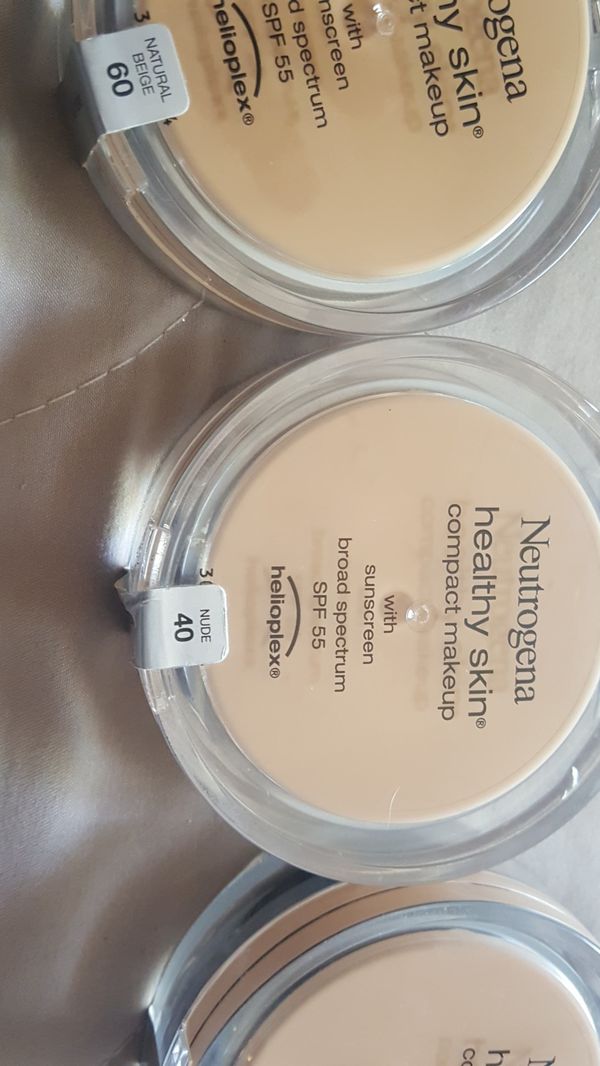 ogena
hy skin®
t makeup
with
nscreen
d spectrum
SPF 55
helioplex®
NATURAL
BEIGE
60
Neutrogena
healthy skin®
compact makeup
with
sunscreen
broad spectrum
SPF 55
helioplex®
NUDE
40
N
h
co